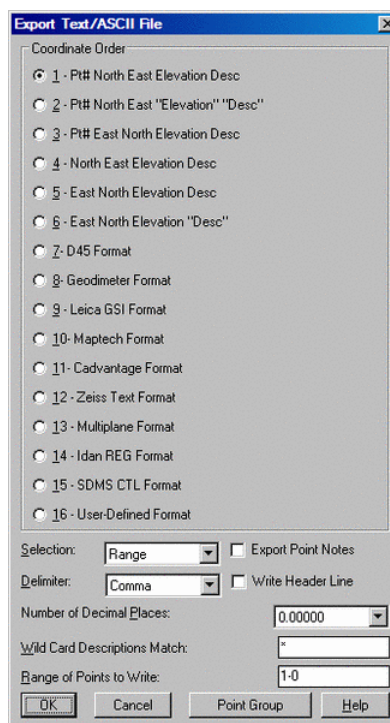 Export Text/ASCII File
Coordinate Order
1 - Pt# North East Elevation Desc
2 - Pt# North East "Elevation" "Desc"
3 - Pt# East North Elevation Desc
4 - North East Elevation Desc
5 - East North Elevation Desc
6 - East North Elevation "Desc"
7- D45 Format
8- Geodimeter Format
9 - Leica GSI Format
10- Maptech Format
11- Cadvantage Format
12 - Zeiss Text Format
13 - Multiplane Format
14 - Idan REG Format
15 - SDMS CTL Format
16 - User-Defined Format
Selection: Range Export Point Notes
Delimiter: Comma Write Header Line
Number of Decimal Places: 0.00000
Wild Card Descriptions Match: *
Range of Points to Write: 1-0
OK Cancel Point Group Help